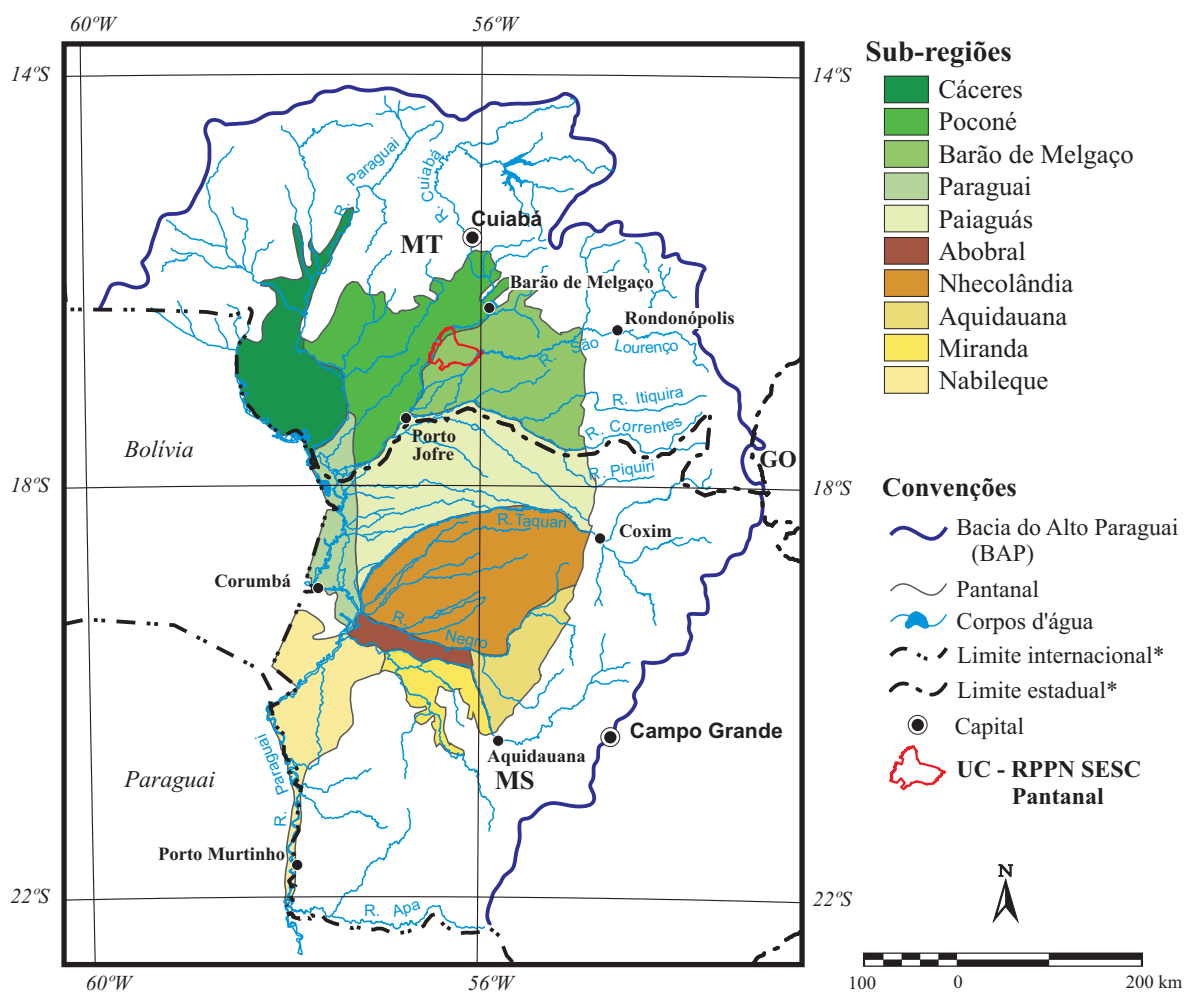 60ºW
56ºW
14ºS
14ºS
R. Paraguai
R. Cuiabá
Cuiabá
MT
Barão de Melgaço
Rondonópolis
R. São Lourenço
R. Itiquira
R. Correntes
Porto
Jofre
Bolívia
GO
R. Piquiri
18ºS
18ºS
R. Taquari
Coxim
Corumbá
R. Negro
Campo Grande
Aquidauana
MS
Paraguai
R. Paraguai
Porto Murtinho
22ºS
22ºS
R. Apa
60ºW
56ºW
Sub-regiões
Cáceres
Poconé
Barão de Melgaço
Paraguai
Paiaguás
Abobral
Nhecolândia
Aquidauana
Miranda
Nabileque
Convenções
Bacia do Alto Paraguai
(BAP)
Pantanal
Corpos d'água
Limite internacional*
Limite estadual*
Capital
UC - RPPN SESC
Pantanal
N
100 0 200 km